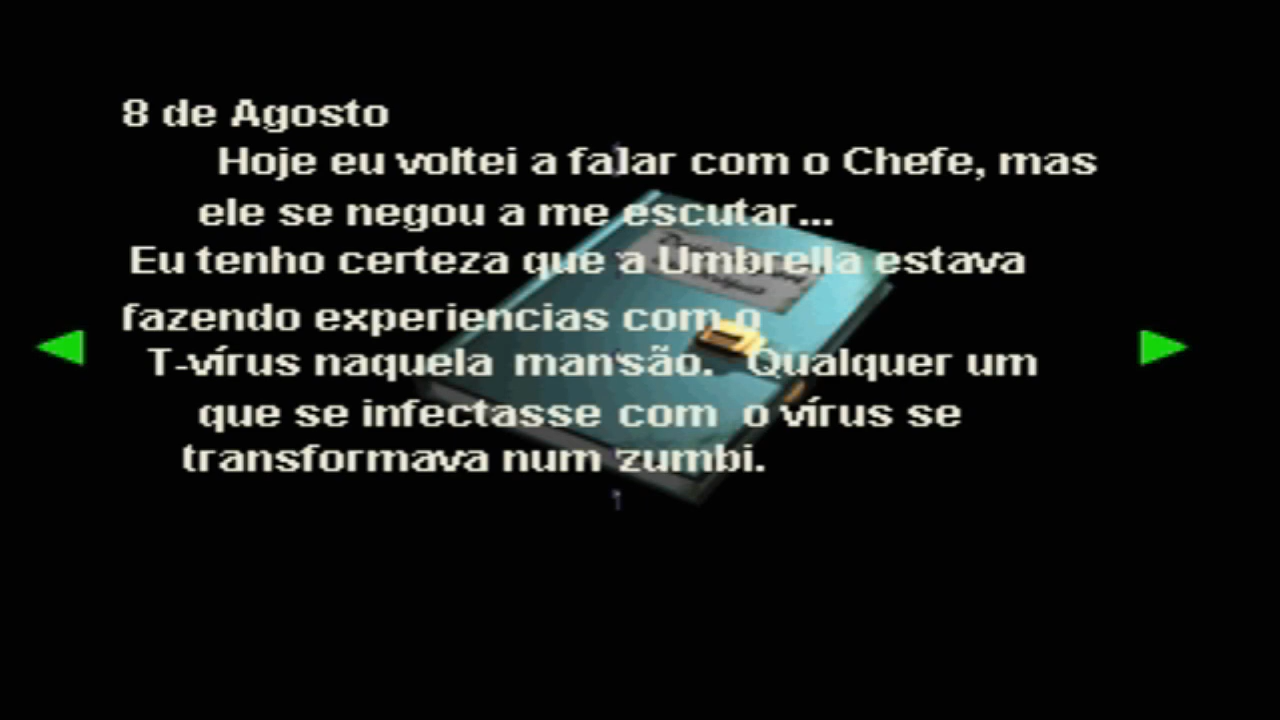 8 de Agosto
Hoje eu voltei a falar com o Chefe, mas
ele se negou a me escutar...
Eu tenho certeza que a Umbrella estava
fazendo experiencias com o
T-vírus naquela mansão. Qualquer um
que se infectasse com o vírus se
transformava num zumbi.